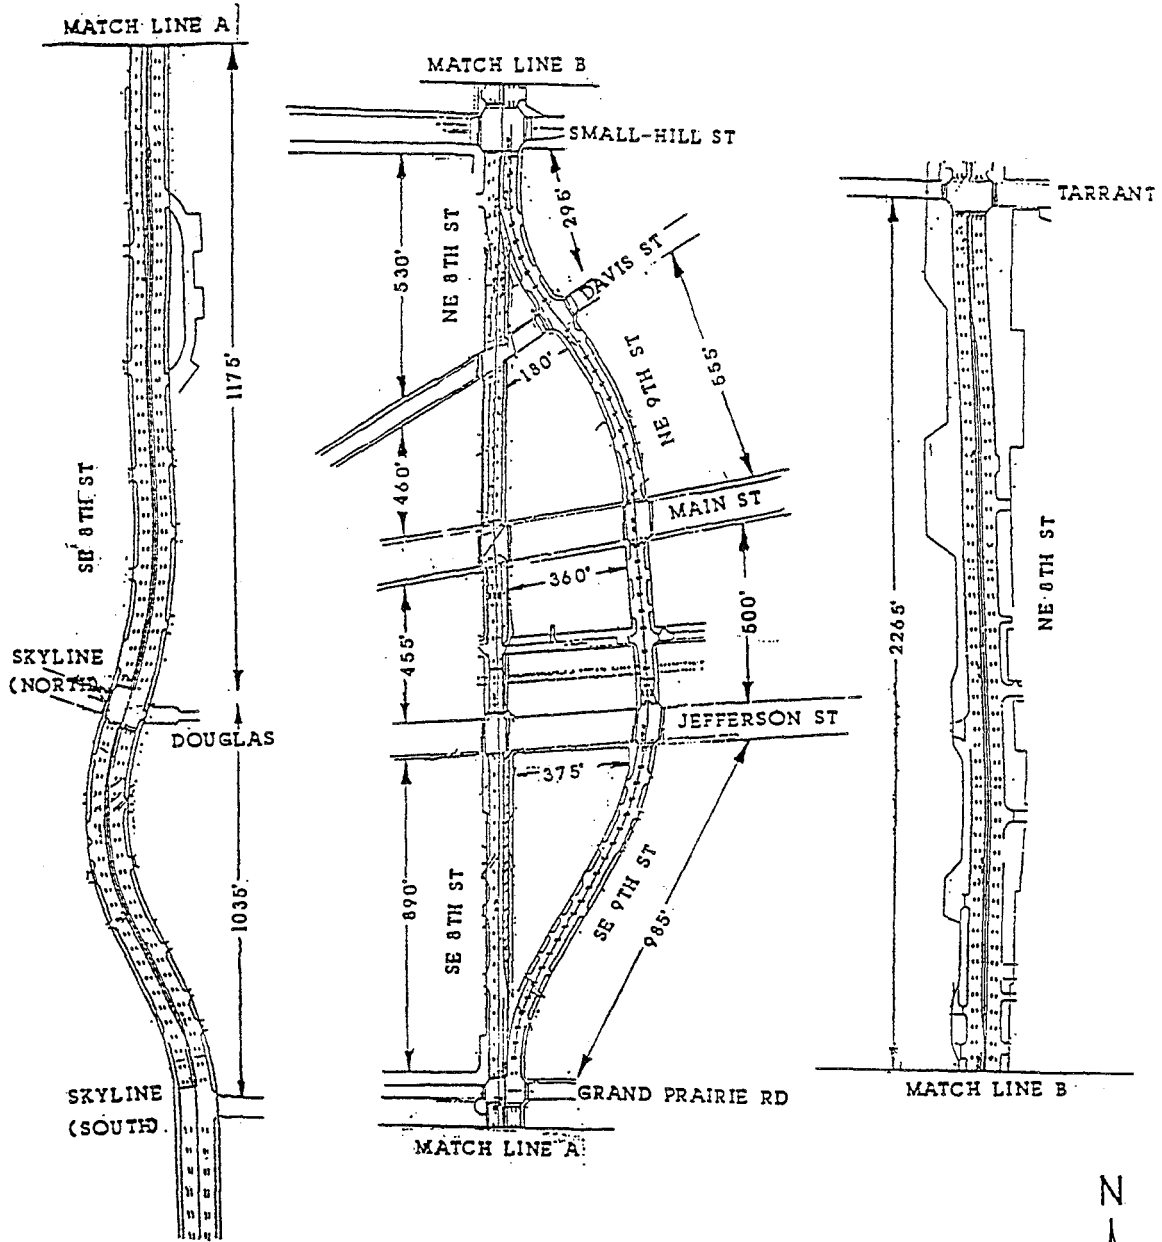 MATCH LINE A
1175'
SE 8TH ST
SKYLINE
(NORTH)
DOUGLAS
1035'
SKYLINE
(SOUTH)
MATCH LINE B
SMALL-HILL ST
NE 8TH ST
530'
295'
DAVIS ST
180'
NE 9TH ST
655'
460'
MAIN ST
360'
455'
500'
JEFFERSON ST
375'
890'
SE 8TH ST
SE 9TH ST
985'
GRAND PRAIRIE RD
MATCH LINE A
TARRANT
2265'
NE 8TH ST
MATCH LINE B
N